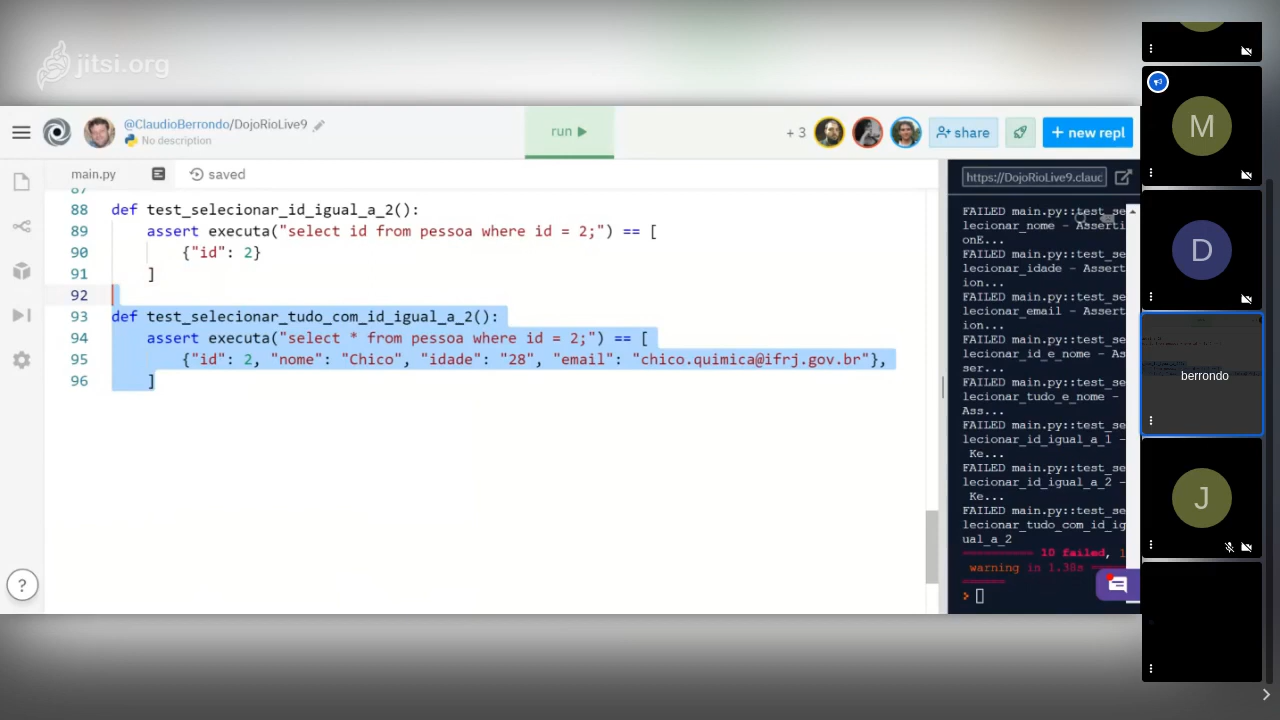 jitsi.org
@ClaudioBerrondo/DojoRioLive9
No description
run
+ 3
share
+ new repl
main.py
saved
https://DojoRioLive9.claud
87
88 def test_selecionar_id_igual_a_2():
89 assert executa("select id from pessoa where id = 2;") == [
90 {"id": 2}
91 ]
92
93 def test_selecionar_tudo_com_id_igual_a_2():
94 assert executa("select * from pessoa where id = 2;") == [
95 {"id": 2, "nome": "Chico", "idade": "28", "email": "chico.quimica@ifrj.gov.br"},
96 ]
FAILED main.py::test_se
lecionar_nome - Asserti
onE...
FAILED main.py::test_se
lecionar_idade - Assert
ion...
FAILED main.py::test_se
lecionar_email - Assert
ion...
FAILED main.py::test_se
lecionar_id_e_nome - As
ser...
FAILED main.py::test_se
lecionar_tudo_e_nome -
Ass...
FAILED main.py::test_se
lecionar_id_igual_a_1 -
Ke...
FAILED main.py::test_se
lecionar_id_igual_a_2 -
Ke...
FAILED main.py::test_se
lecionar_tudo_com_id_ig
ual_a_2
========== 10 failed, 1
warning in 1.38s =====
======
>
?
M
D
berrondo
J